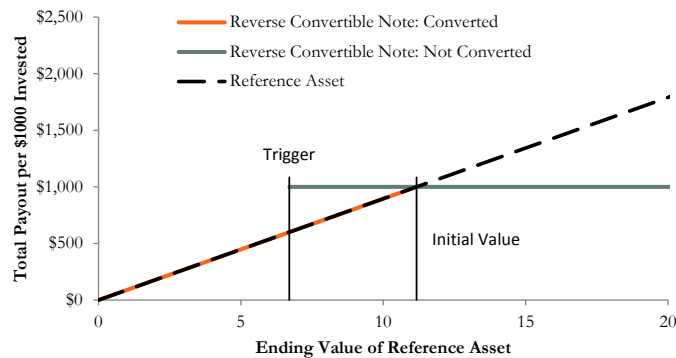 $2,500
Reverse Convertible Note: Converted
Reverse Convertible Note: Not Converted
$2,000
Reference Asset
$1,500
Trigger
$1,000
Initial Value
$500
$0
0 5 10 15 20
Total Payout per $1000 Invested
Ending Value of Reference Asset